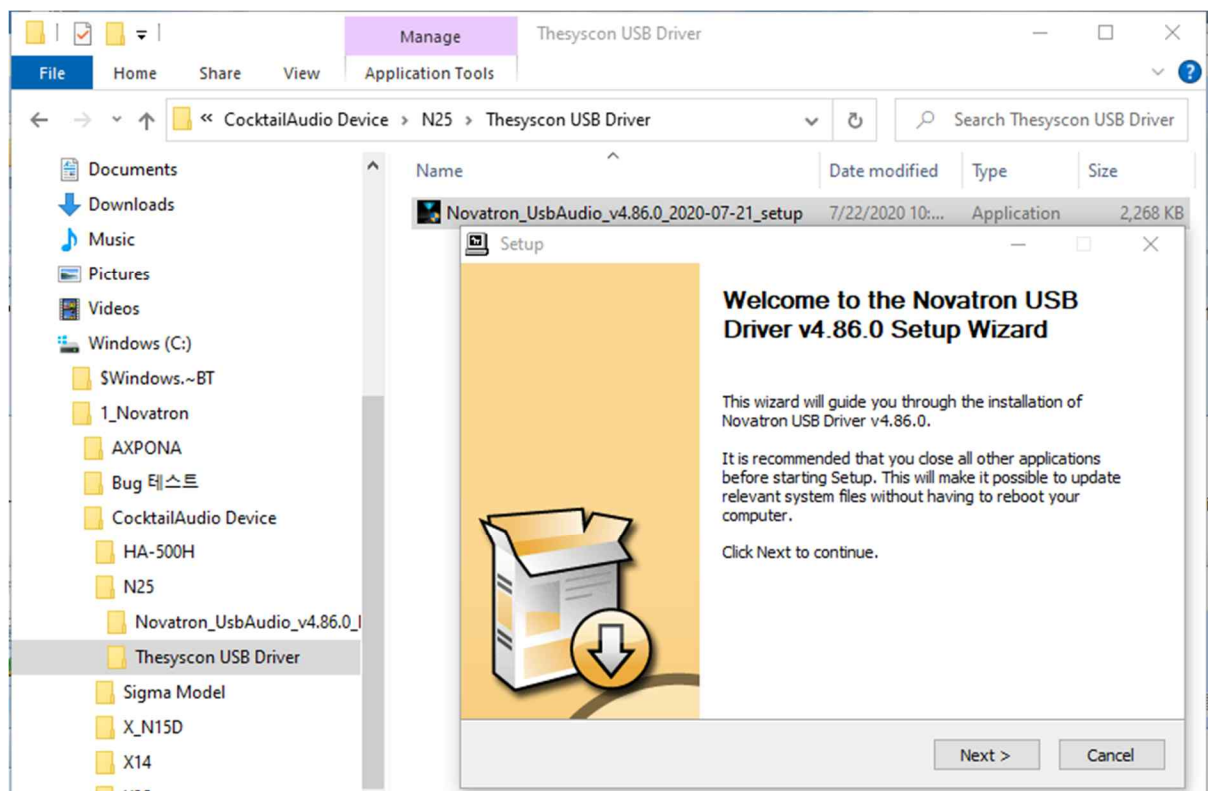 Manage
Thesyscon USB Driver
File
Home
Share
View
Application Tools
« CocktailAudio Device > N25 > Thesyscon USB Driver
Search Thesyscon USB Driver
Documents
Downloads
Music
Pictures
Videos
Windows (C:)
$Windows.~BT
1_Novatron
AXPONA
Bug 테스트
CocktailAudio Device
HA-500H
N25
Novatron_UsbAudio_v4.86.0_
Thesyscon USB Driver
Sigma Model
X_N15D
X14
Name
Date modified
Type
Size
Novatron_UsbAudio_v4.86.0_2020-07-21_setup
7/22/2020 10:...
Application
2,268 KB
Setup
Welcome to the Novatron USB
Driver v4.86.0 Setup Wizard
This wizard will guide you through the installation of
Novatron USB Driver v4.86.0.
It is recommended that you close all other applications
before starting Setup. This will make it possible to update
relevant system files without having to reboot your
computer.
Click Next to continue.
Next >
Cancel